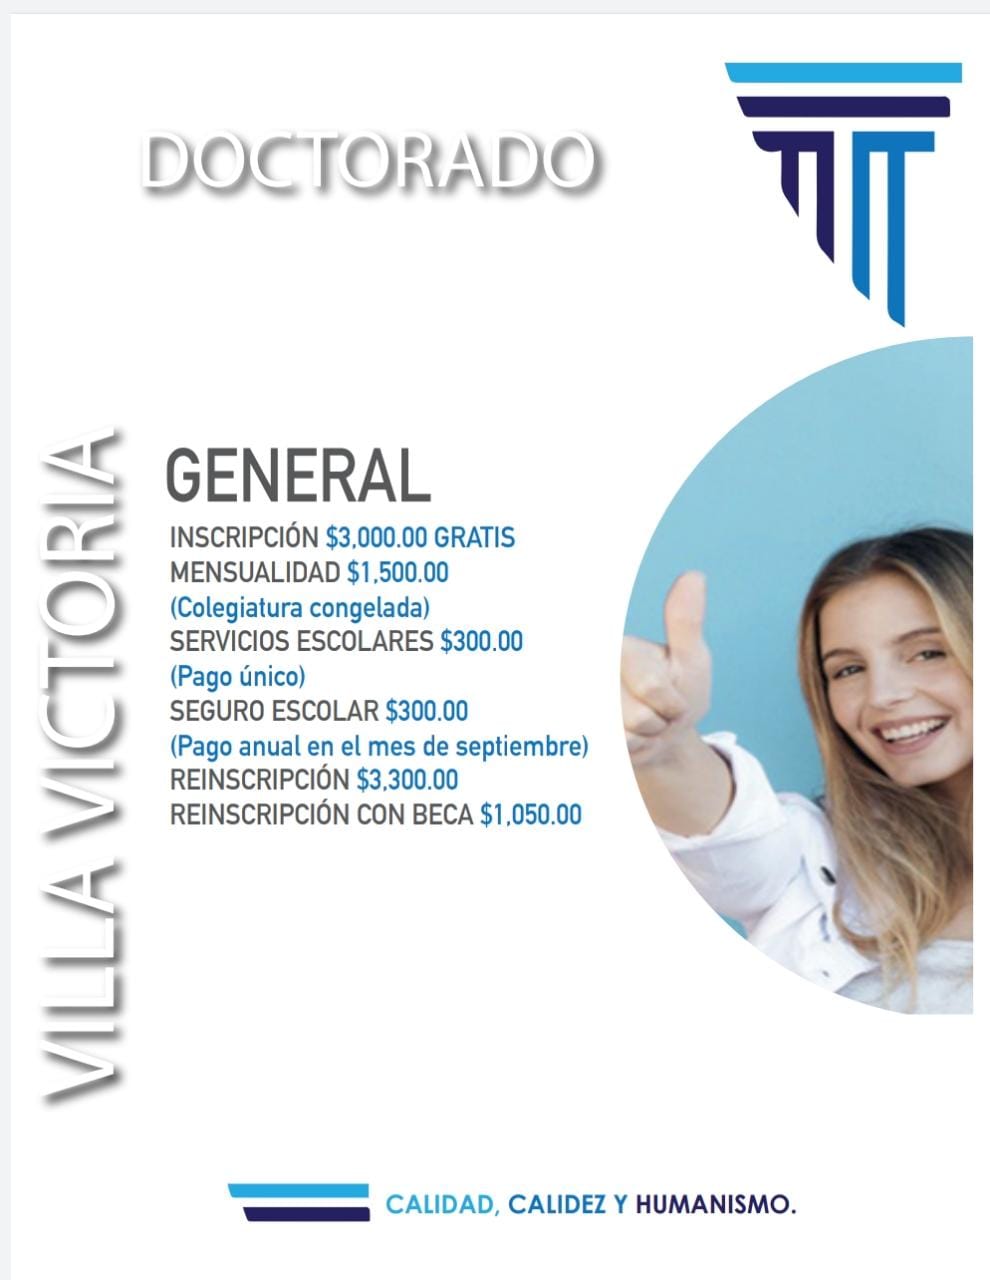 DOCTORADO
VILLA VICTORIA
GENERAL
INSCRIPCIÓN $3,000.00 GRATIS
MENSUALIDAD $1,500.00
(Colegiatura congelada)
SERVICIOS ESCOLARES $300.00
(Pago único)
SEGURO ESCOLAR $300.00
(Pago anual en el mes de septiembre)
REINSCRIPCIÓN $3,300.00
REINSCRIPCIÓN CON BECA $1,050.00
CALIDAD, CALIDEZ Y HUMANISMO.